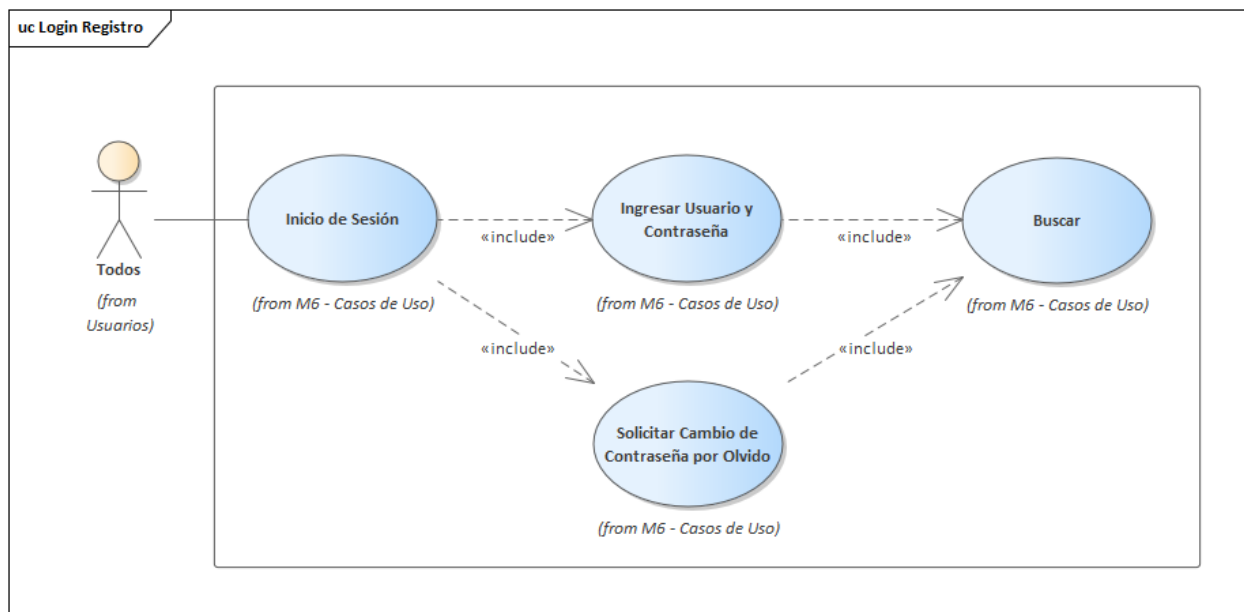 uc Login Registro
Todos
(from
Usuarios)
Inicio de Sesión
(from M6 - Casos de Uso)
«include»
Ingresar Usuario y
Contraseña
(from M6 - Casos de Uso)
«include»
Buscar
(from M6 - Casos de Uso)
«include»
«include»
Solicitar Cambio de
Contraseña por Olvido
(from M6 - Casos de Uso)